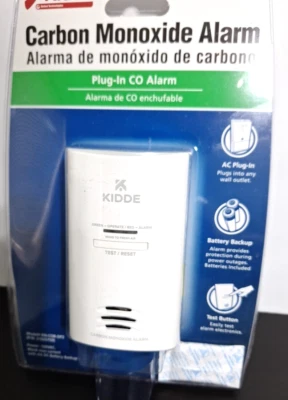 Carbon Monoxide Alarm
Alarma de monóxido de carbono
Plug-In CO Alarm
Alarma de CO enchufable
KIDDE
TEST / RESET
AC Plug-In
Plugs into any
wall outlet.
Battery Backup
Alarm provides
protection during
power outages.
Batteries included
Test Button
Easily test
alarm electronics.